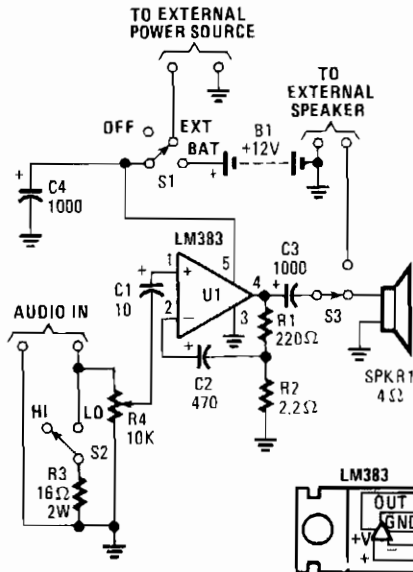 TO EXTERNAL
POWER SOURCE
TO
EXTERNAL
SPEAKER
OFF
EXT
BAT
B1
+12V
+
S1
+
C4
1000
LM383
C3
1000
C1
10
+
1
+
5
U1
4
+
S3
2
−
3
R1
220Ω
+
C2
470
R2
2.2Ω
SPKR1
4Ω
AUDIO IN
HI
LO
R4
10K
S2
R3
16Ω
2W
LM383
OUT
GND
+V
+